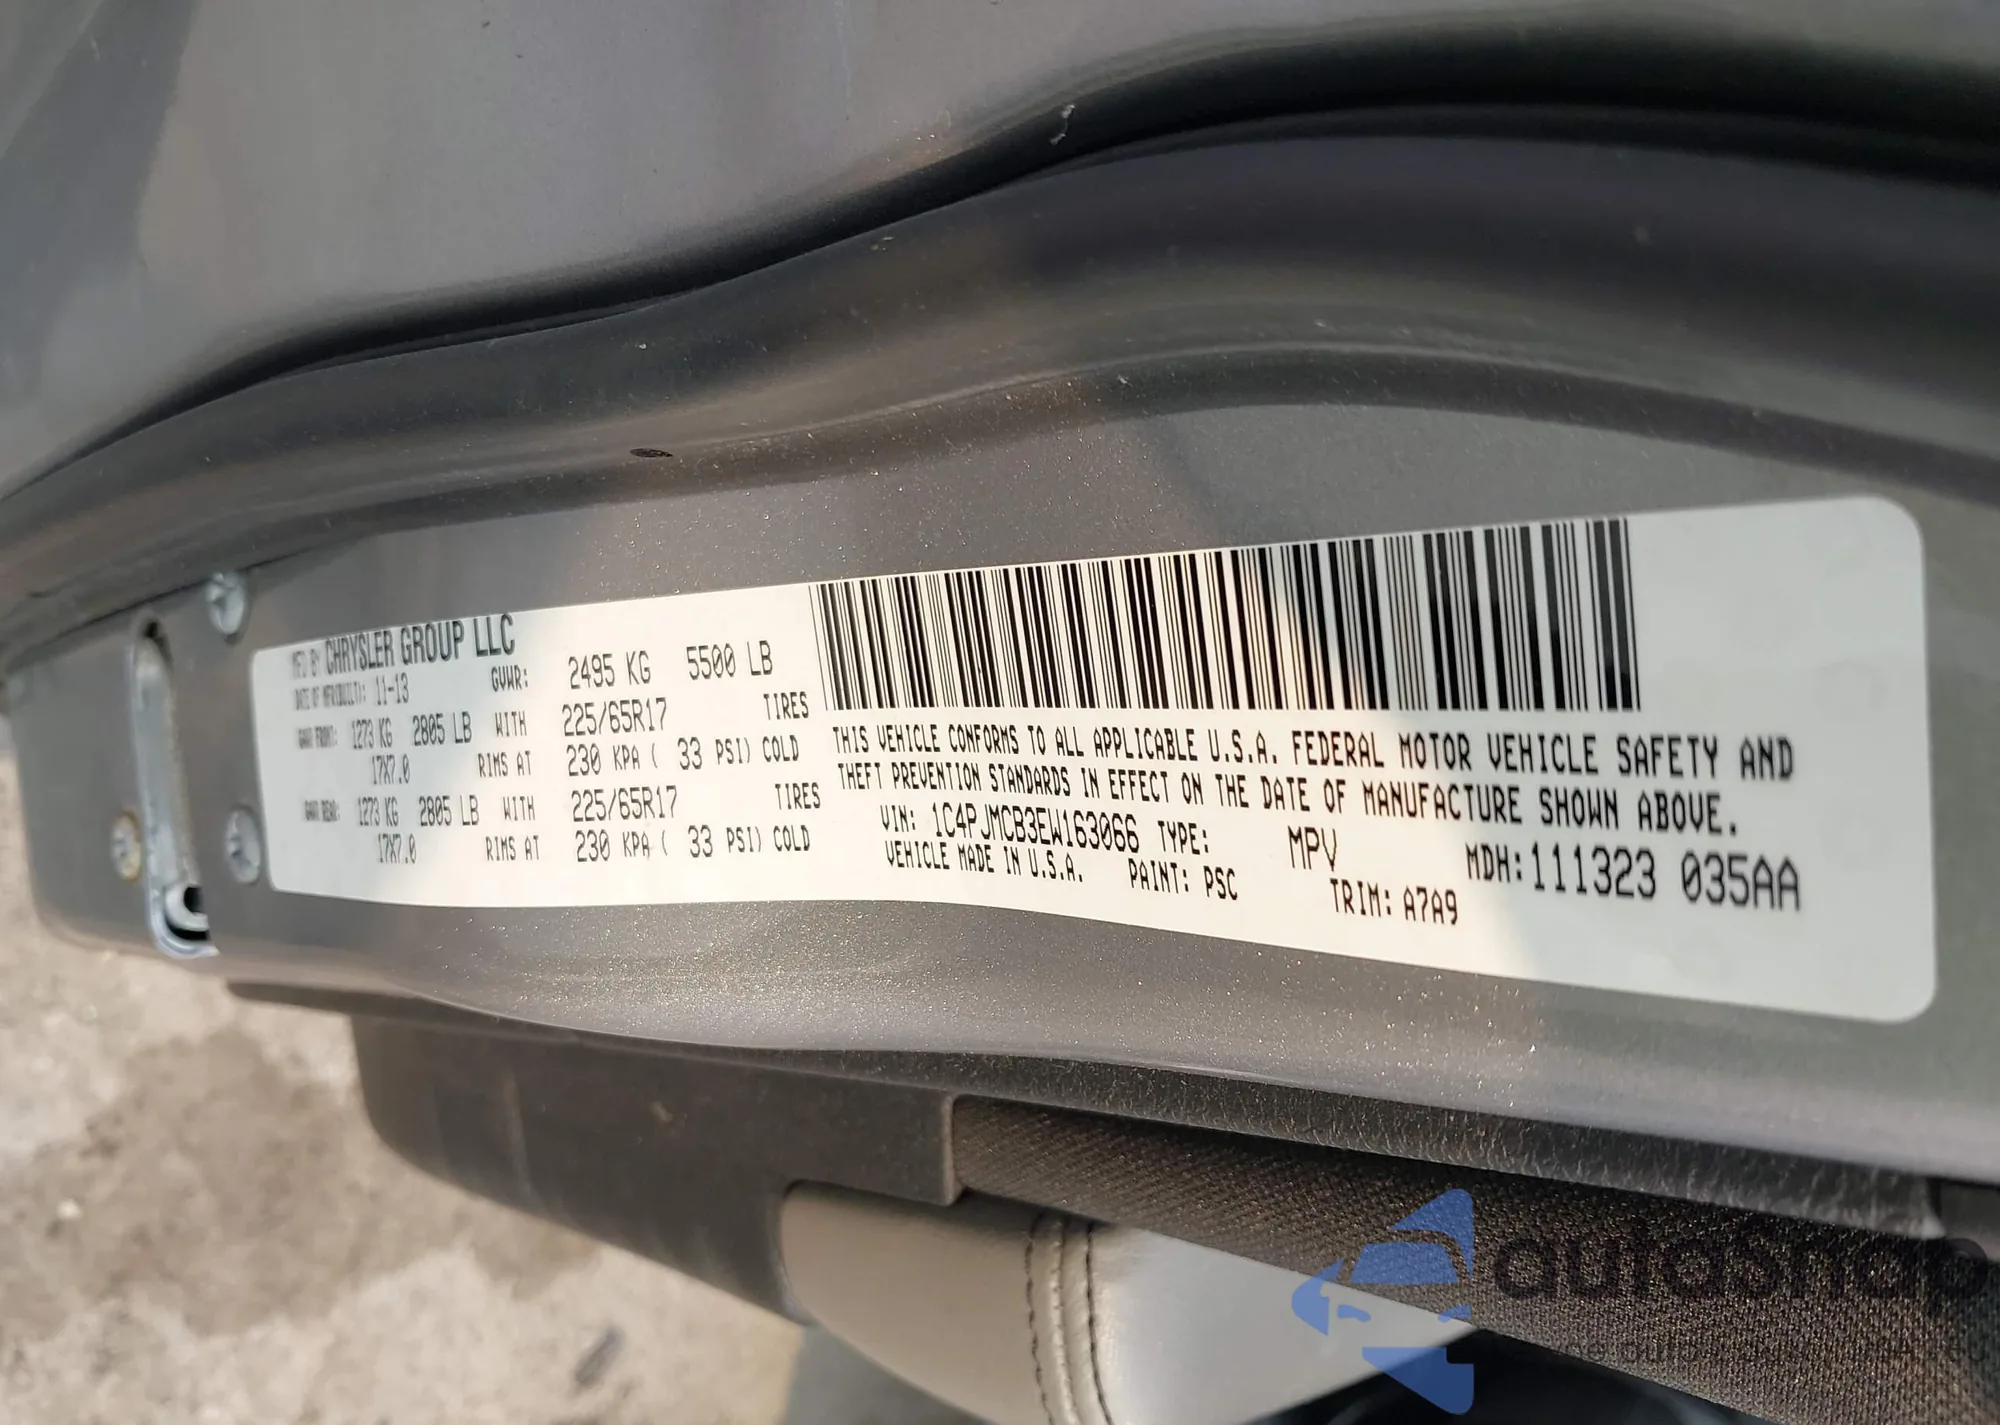 MFD BY CHRYSLER GROUP LLC
DATE OF MFR(BUILT): 11-13 GVWR: 2495 KG 5500 LB
GAWR FRONT: 1273 KG 2805 LB WITH 225/65R17 TIRES
17X7.0 RIMS AT 230 KPA ( 33 PSI) COLD
GAWR REAR: 1273 KG 2805 LB WITH 225/65R17 TIRES
17X7.0 RIMS AT 230 KPA ( 33 PSI) COLD
THIS VEHICLE CONFORMS TO ALL APPLICABLE U.S.A. FEDERAL MOTOR VEHICLE SAFETY AND
THEFT PREVENTION STANDARDS IN EFFECT ON THE DATE OF MANUFACTURE SHOWN ABOVE.
VIN: 1C4PJMCB3EW163066 TYPE: MPV MDH: 111323 035AA
VEHICLE MADE IN U.S.A. PAINT: PSC TRIM: A7A9
autoshop